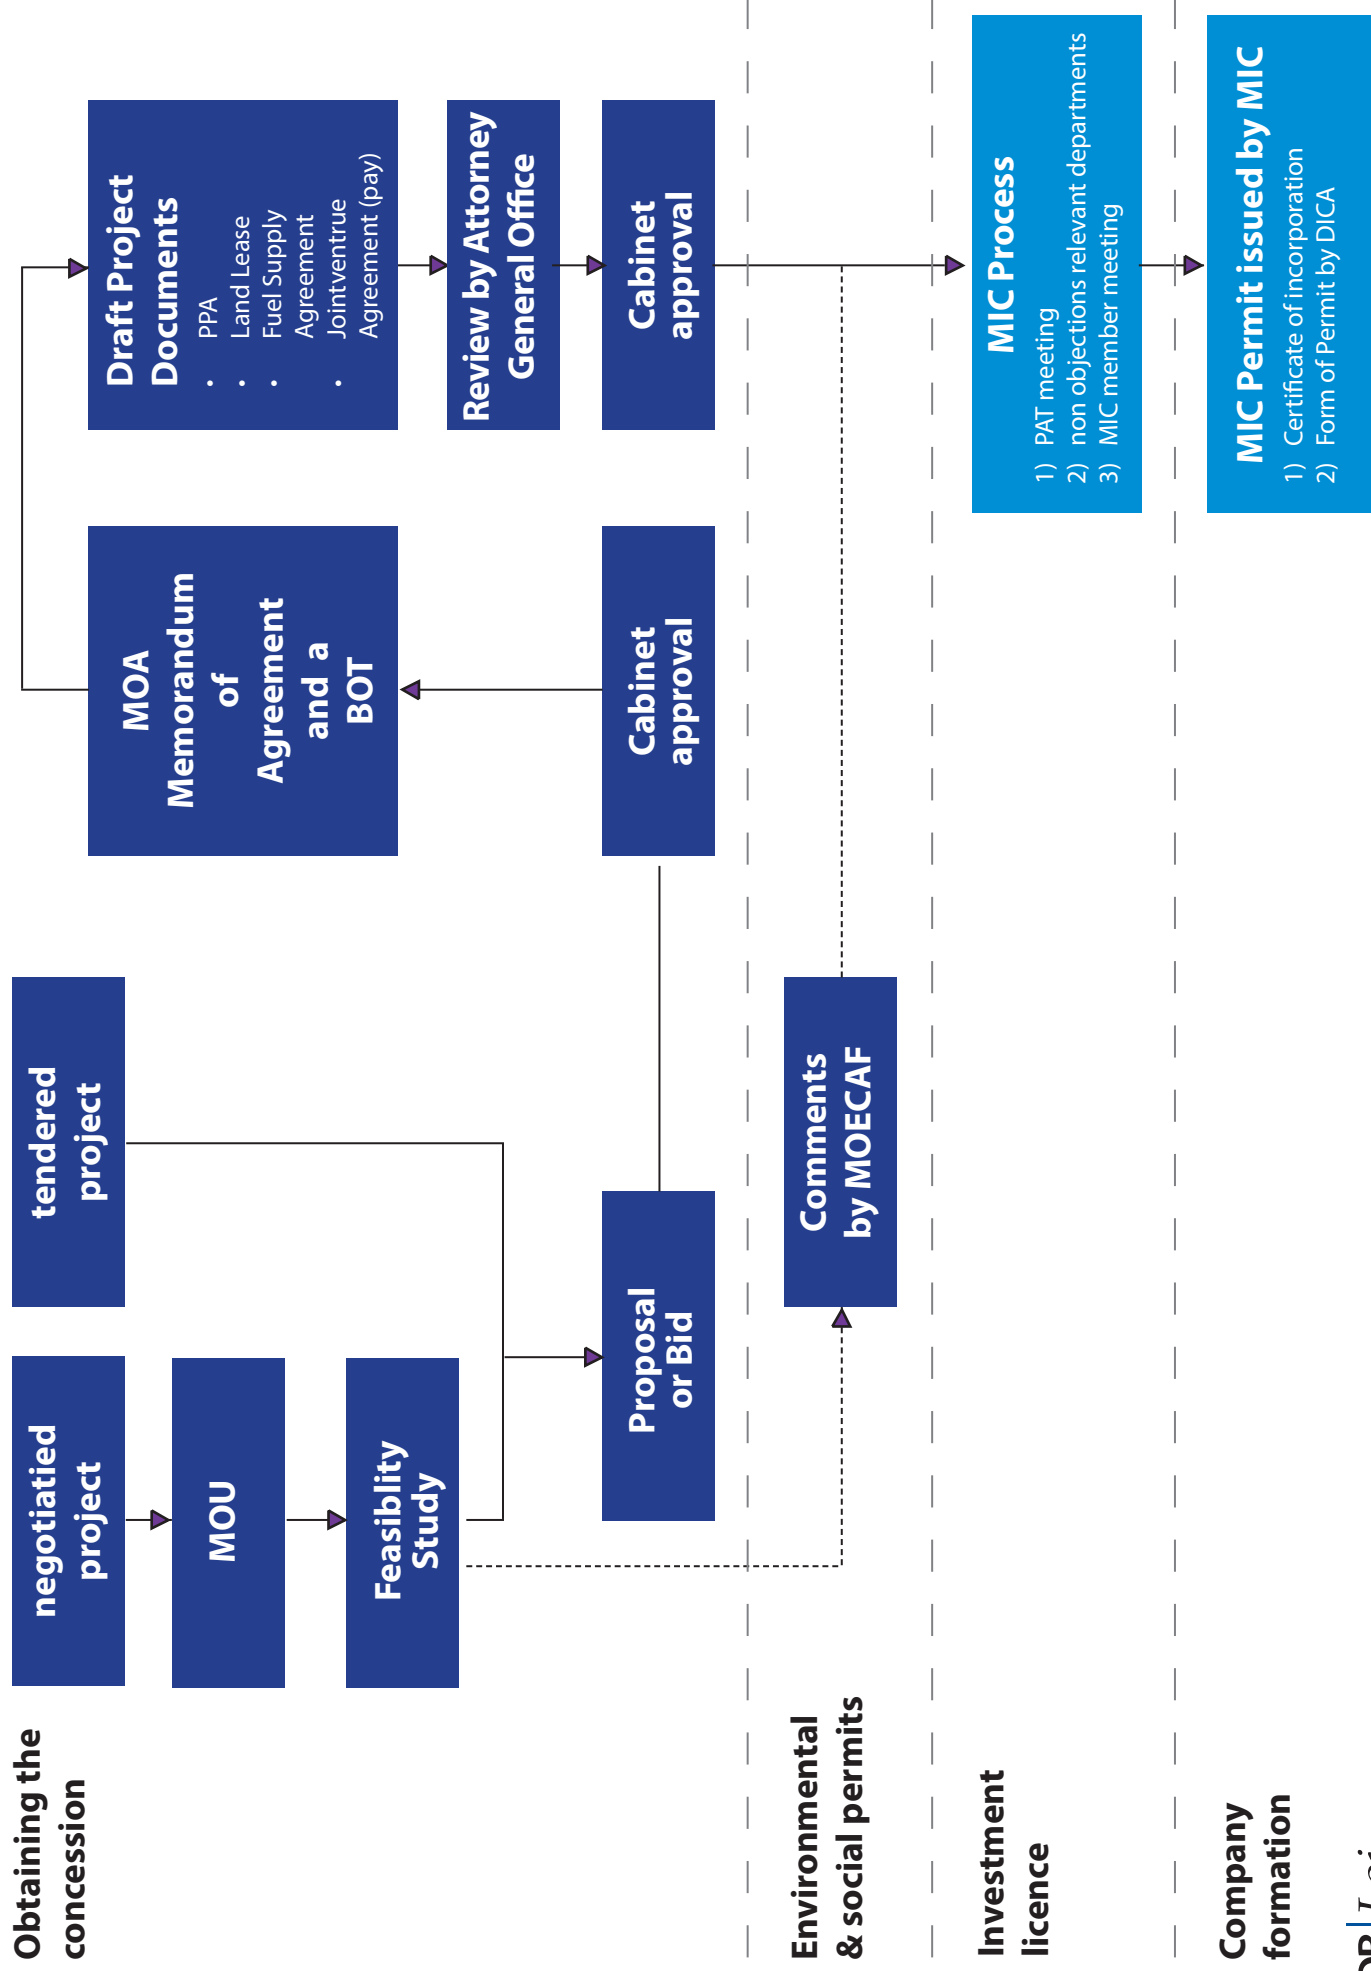 Obtaining the
concession
negotiatied
project
MOU
Feasiblity
Study
tendered
project
Proposal
or Bid
Cabinet
approval
MOA
Memorandum
of
Agreement
and a
BOT
Draft Project
Documents
· PPA
· Land Lease
· Fuel Supply
Agreement
· Jointventrue
Agreement (pay)
Review by Attorney
General Office
Cabinet
approval
Environmental
& social permits
Comments
by MOECAF
Investment
licence
MIC Process
1) PAT meeting
2) non objections relevant departments
3) MIC member meeting
Company
formation
MIC Permit issued by MIC
1) Certificate of incorporation
2) Form of Permit by DICA